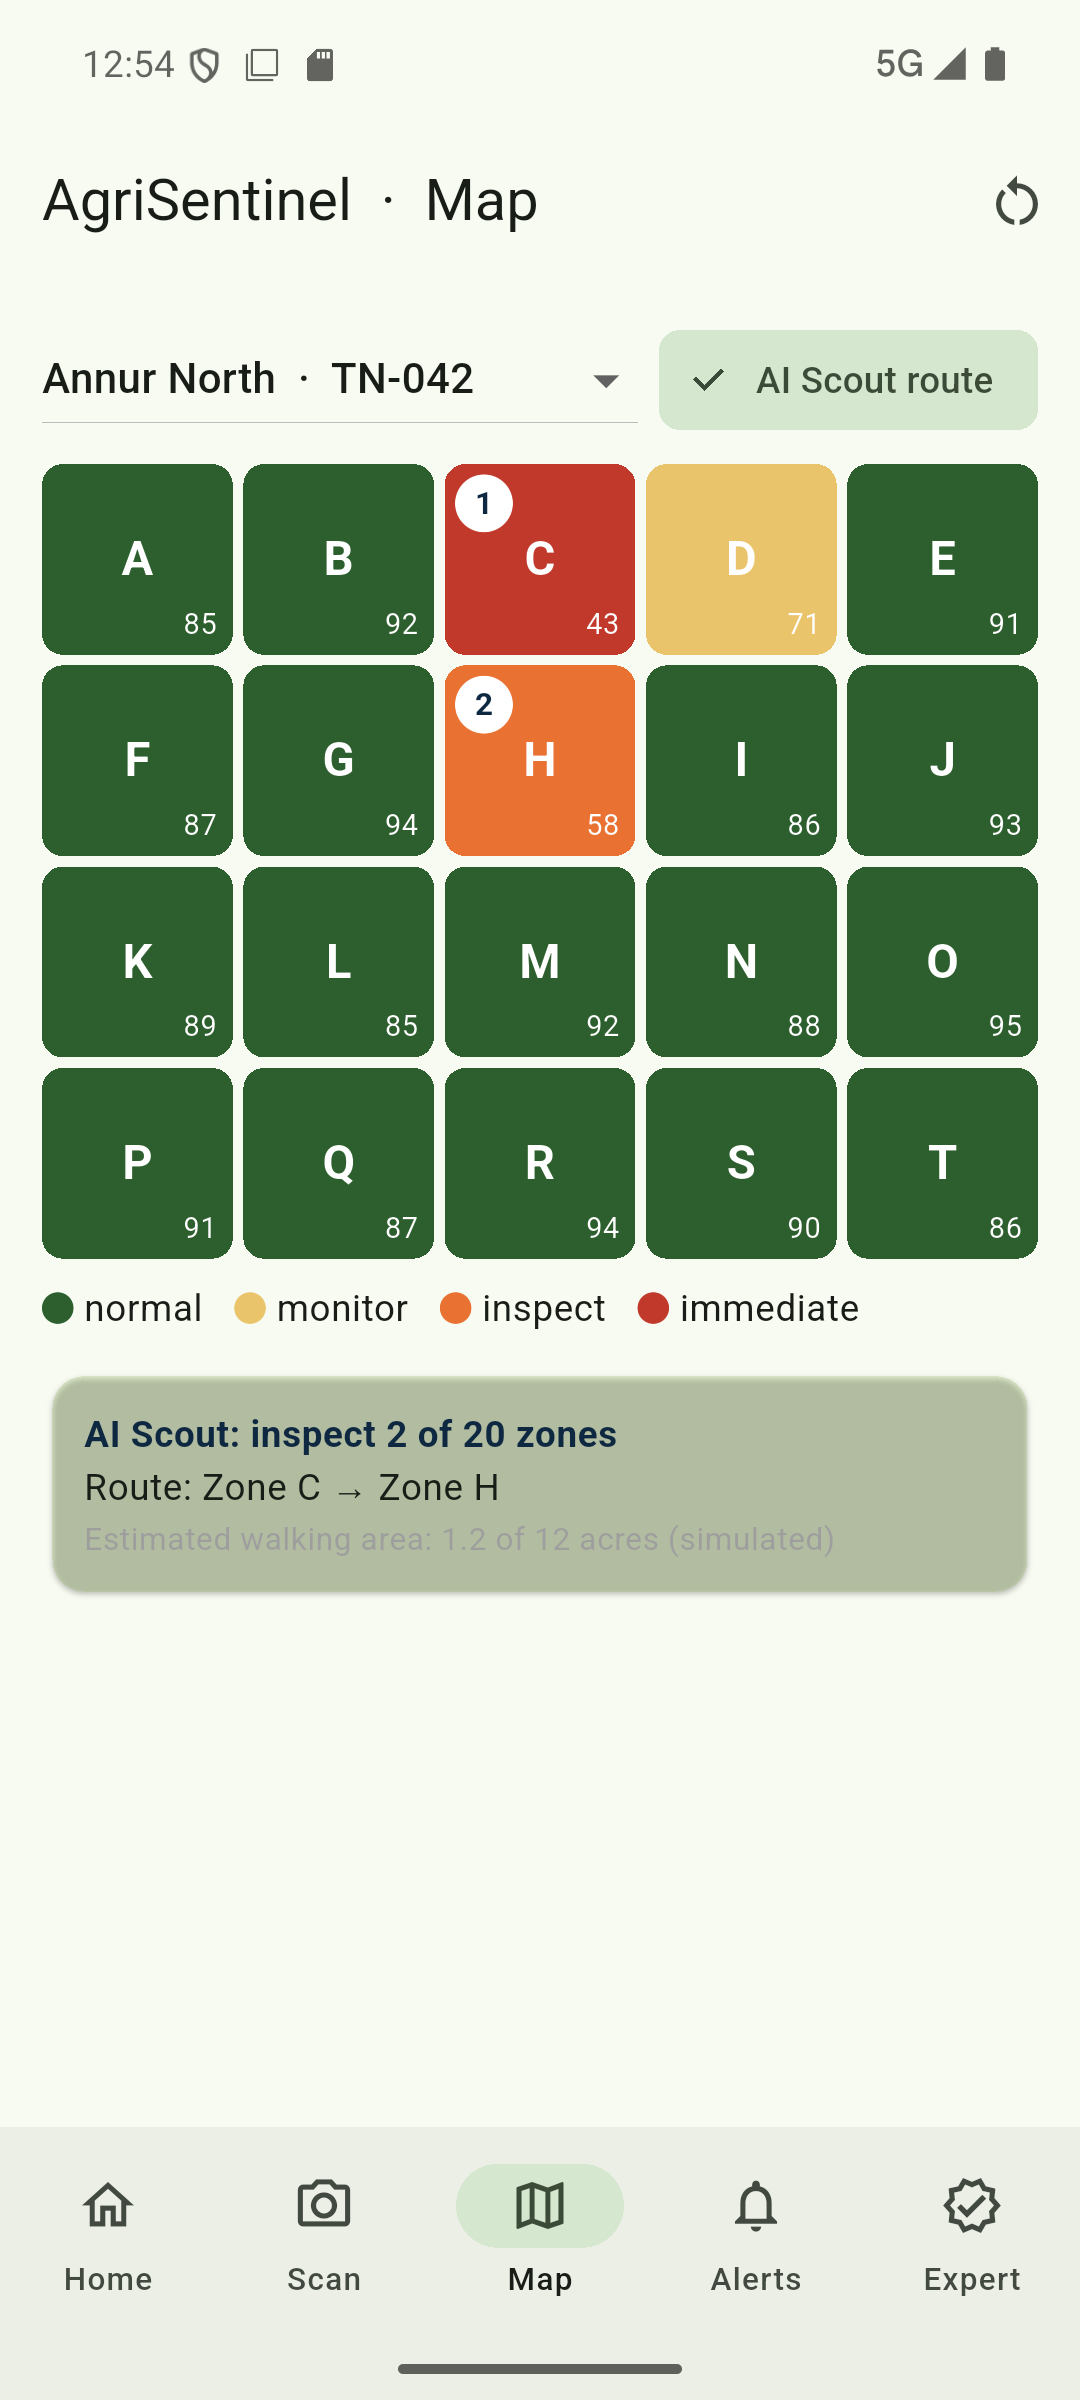 12:54 5G
AgriSentinel · Map
Annur North · TN-042
AI Scout route
A 85
B 92
1 C 43
D 71
E 91
F 87
G 94
2 H 58
I 86
J 93
K 89
L 85
M 92
N 88
O 95
P 91
Q 87
R 94
S 90
T 86
normal monitor inspect immediate
AI Scout: inspect 2 of 20 zones
Route: Zone C → Zone H
Estimated walking area: 1.2 of 12 acres (simulated)
Home Scan Map Alerts Expert